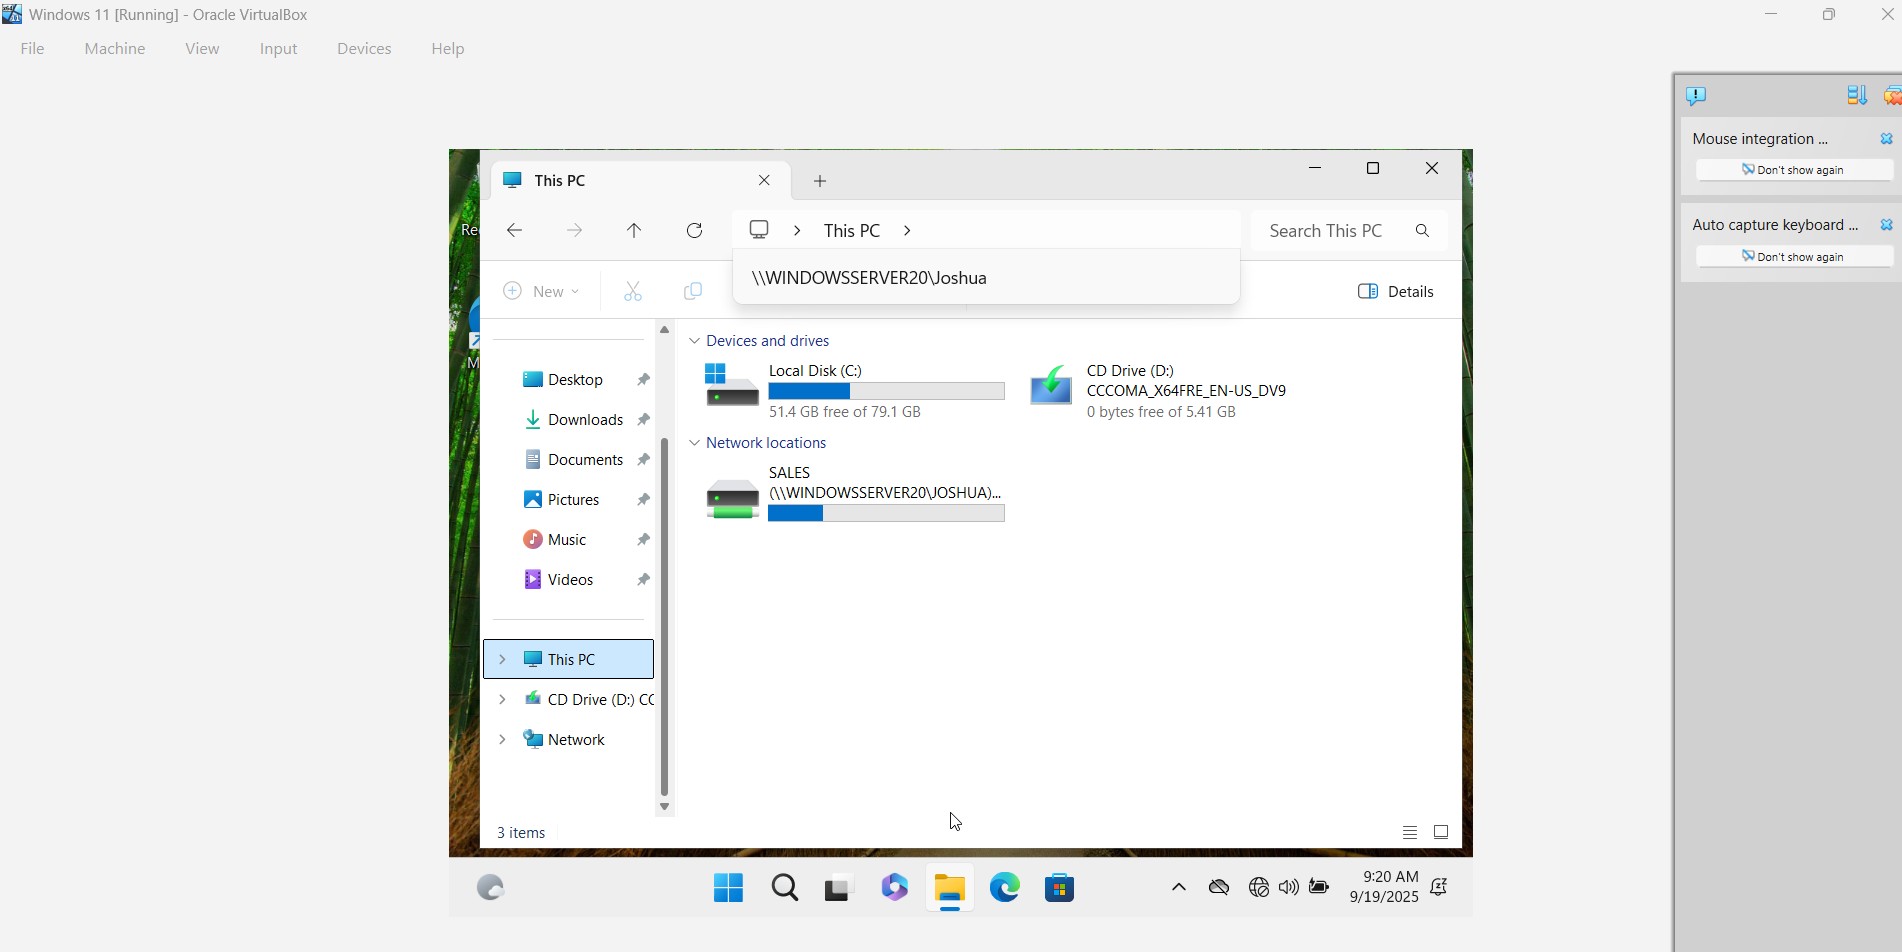 Windows 11 [Running] - Oracle VirtualBox
File Machine View Input Devices Help
Mouse integration ...
Don't show again
Auto capture keyboard ...
Don't show again
This PC
This PC
Search This PC
\\WINDOWSSERVER20\Joshua
New
Details
Desktop
Downloads
Documents
Pictures
Music
Videos
This PC
CD Drive (D:) CC
Network
Devices and drives
Local Disk (C:)
51.4 GB free of 79.1 GB
CD Drive (D:)
CCCOMA_X64FRE_EN-US_DV9
0 bytes free of 5.41 GB
Network locations
SALES
(\\WINDOWSSERVER20\JOSHUA)...
3 items
9:20 AM
9/19/2025